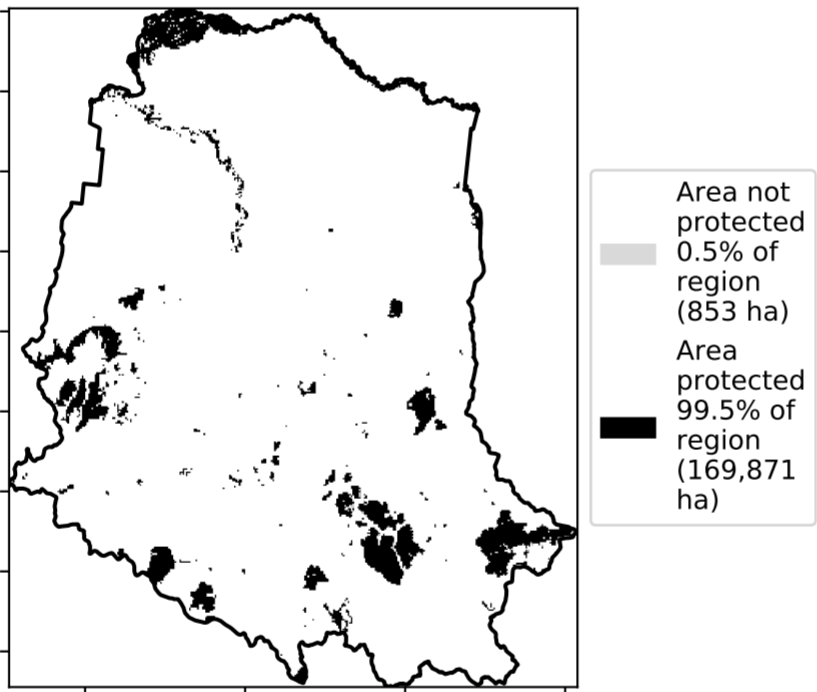 Area not
protected
0.5% of
region
(853 ha)
Area
protected
99.5% of
region
(169,871
ha)